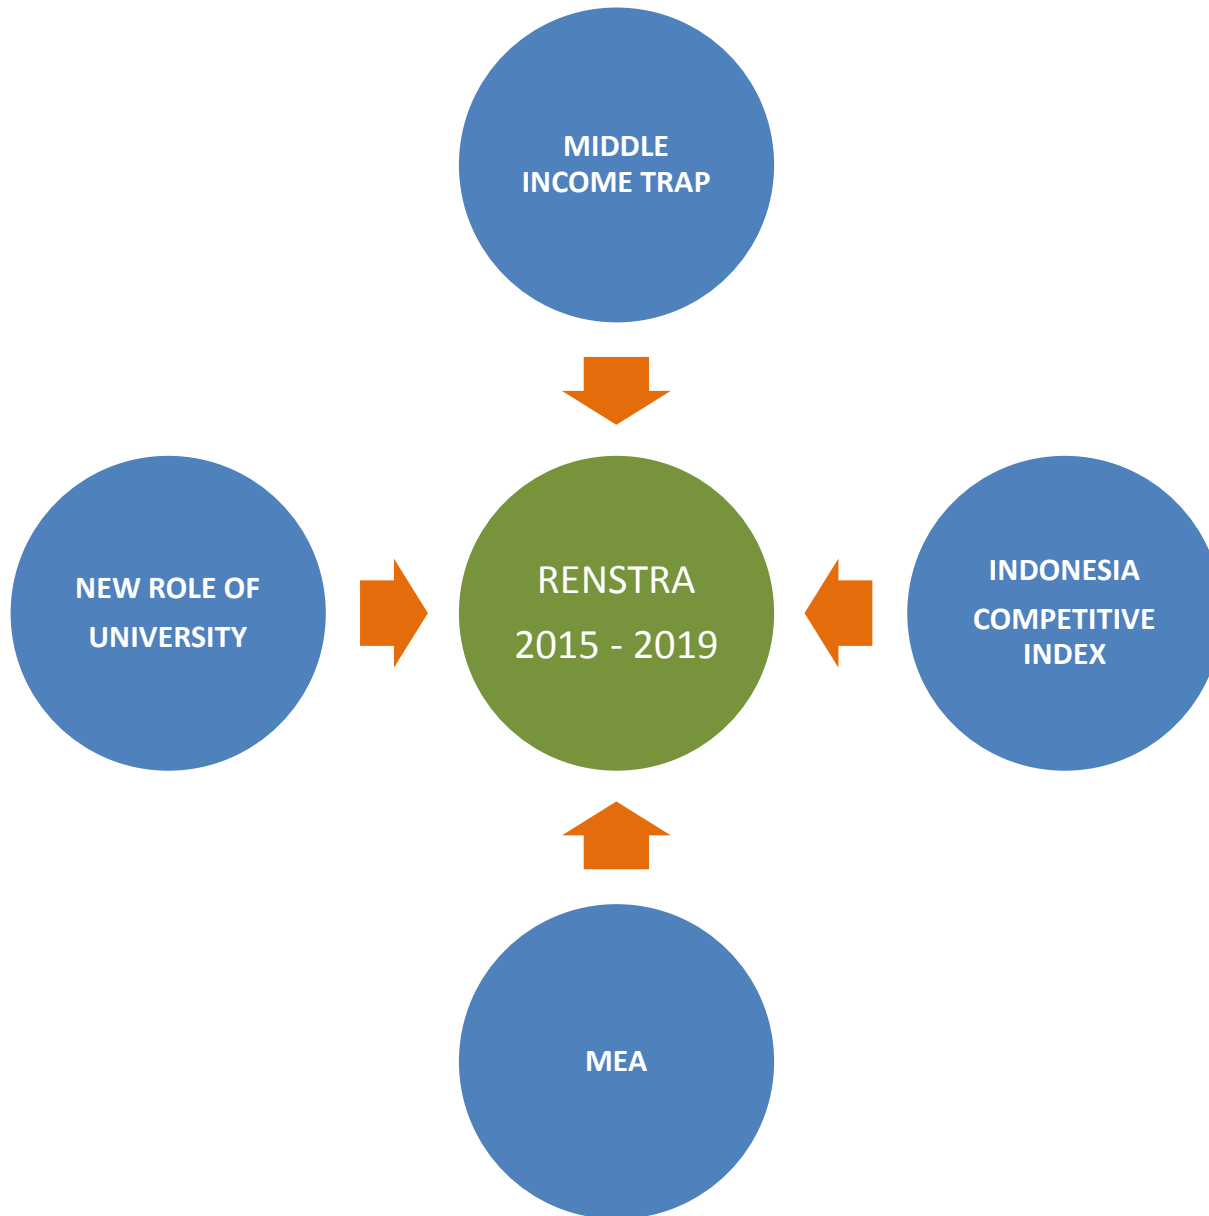 MIDDLE
INCOME TRAP
NEW ROLE OF
UNIVERSITY
RENSTRA
2015 - 2019
INDONESIA
COMPETITIVE
INDEX
MEA